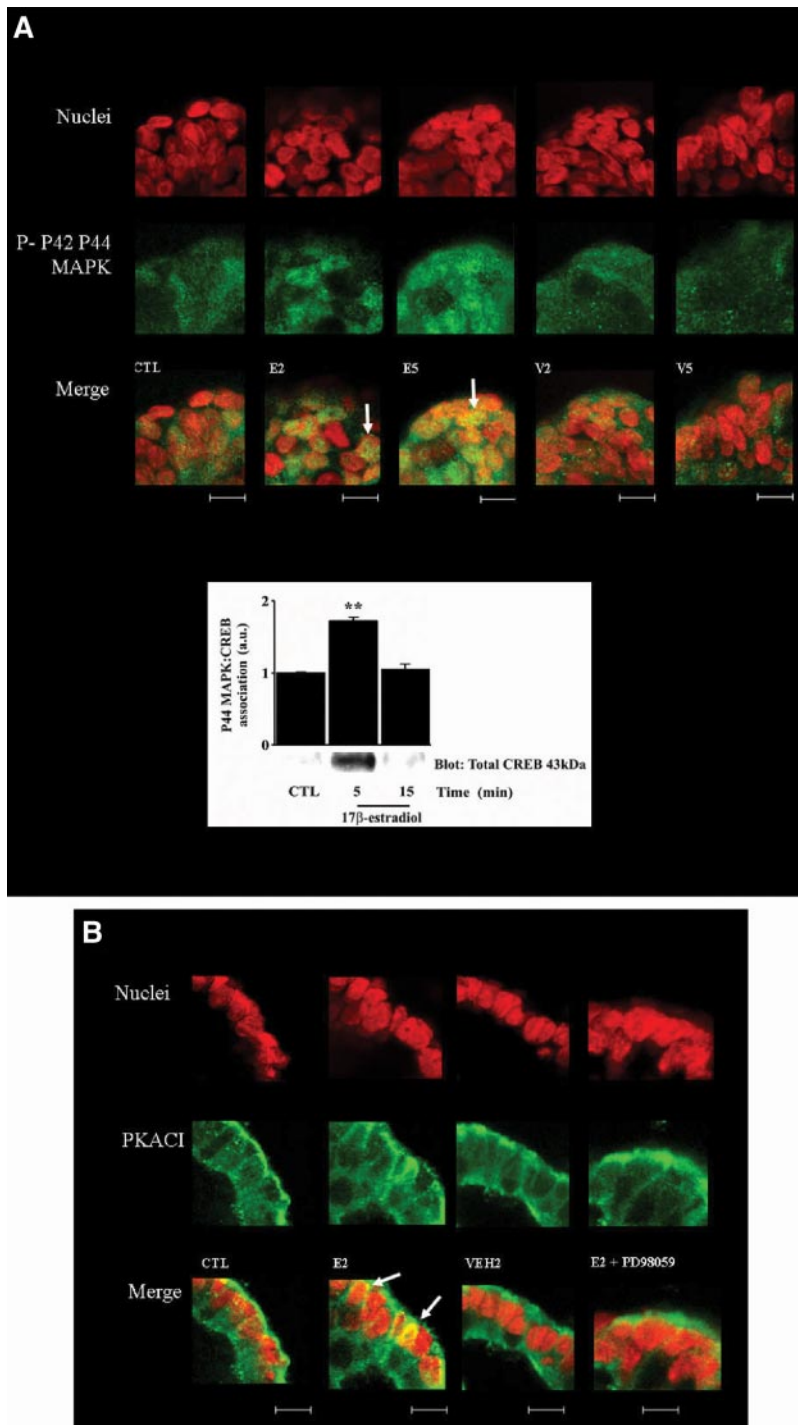 A
Nuclei
P- P42 P44
MAPK
Merge
CTL E2 E5 V2 V5
2
1
0
P44 MAPK:CREB
association (a.u.)
**
Blot: Total CREB 43kDa
CTL 5 15 Time (min)
17β-estradiol
B
Nuclei
PKACI
CTL E2 VEH2 E2 + PD98059
Merge